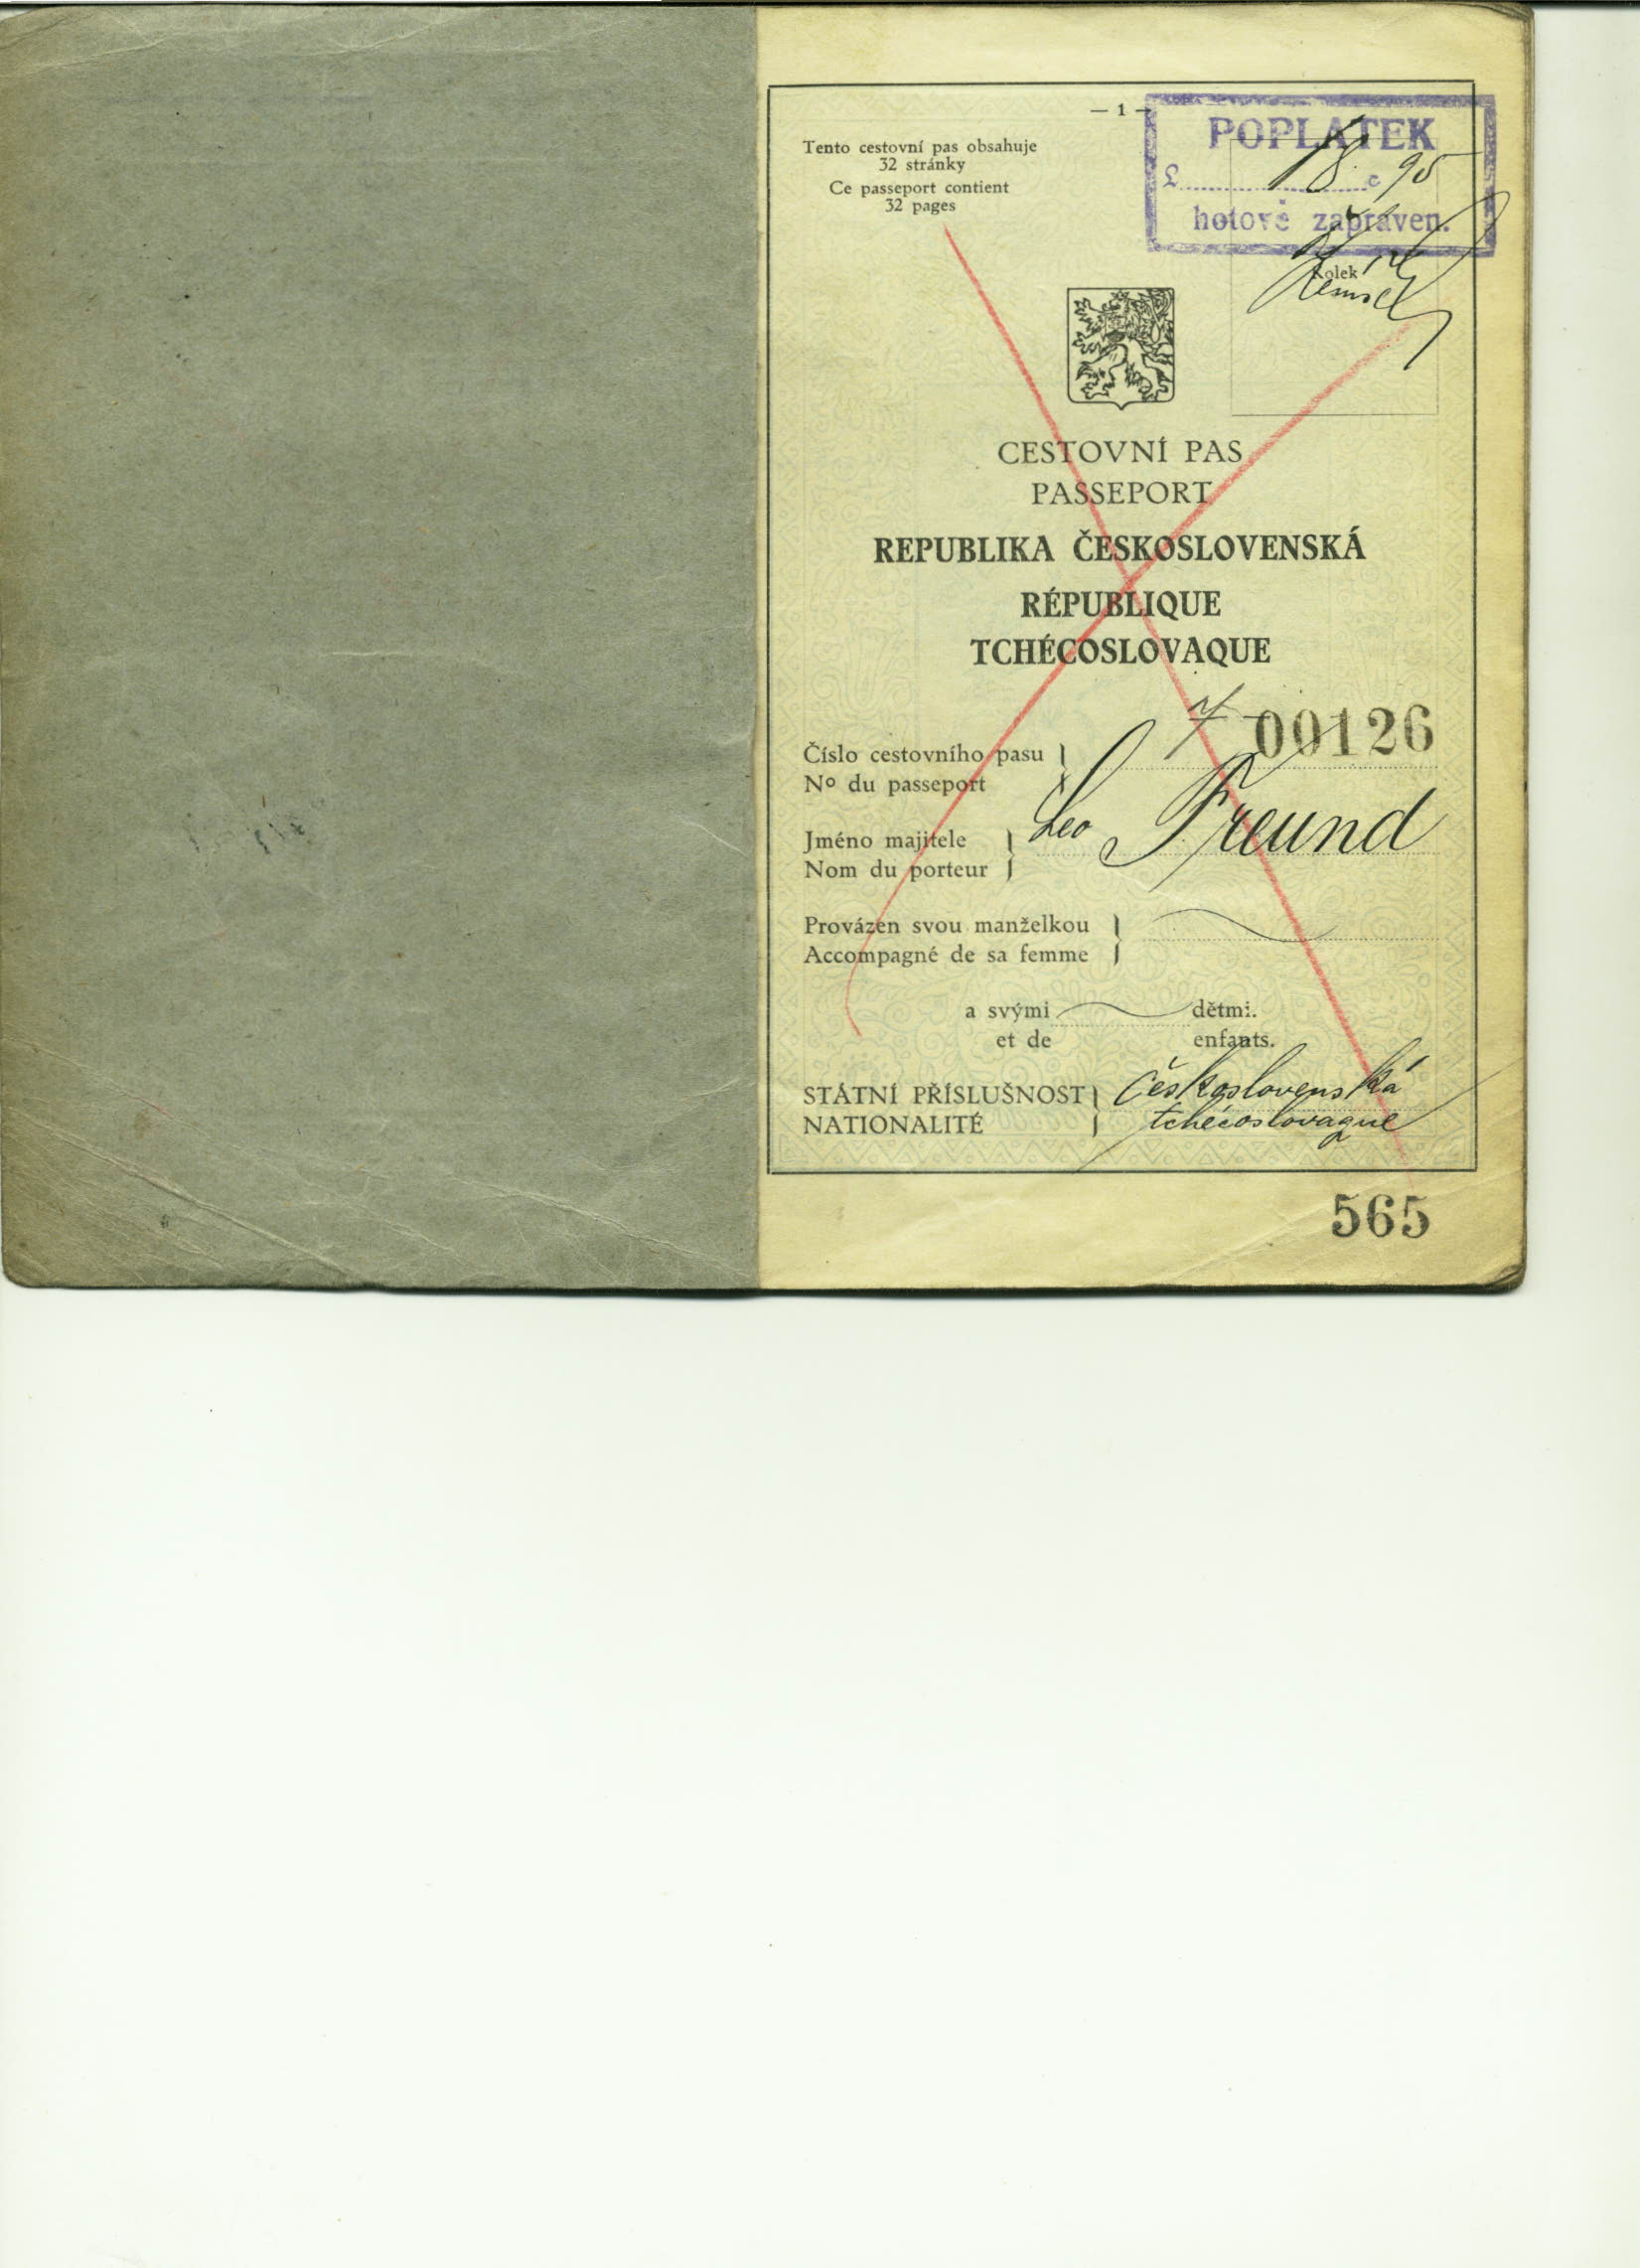 — 1 —
Tento cestovní pas obsahuje
32 stránky
Ce passeport contient
32 pages
POPLATEK
£ 18 c 95
hotově zapraven.
Kolek
CESTOVNÍ PAS
PASSEPORT
REPUBLIKA ČESKOSLOVENSKÁ
RÉPUBLIQUE
TCHÉCOSLOVAQUE
00126
Číslo cestovního pasu
Nº du passeport
Jméno majitele Leo Freund
Nom du porteur
Provázen svou manželkou
Accompagné de sa femme
a svými dětmi.
et de enfants.
STÁTNÍ PŘÍSLUŠNOST Československá
NATIONALITÉ tchécoslovaque
565